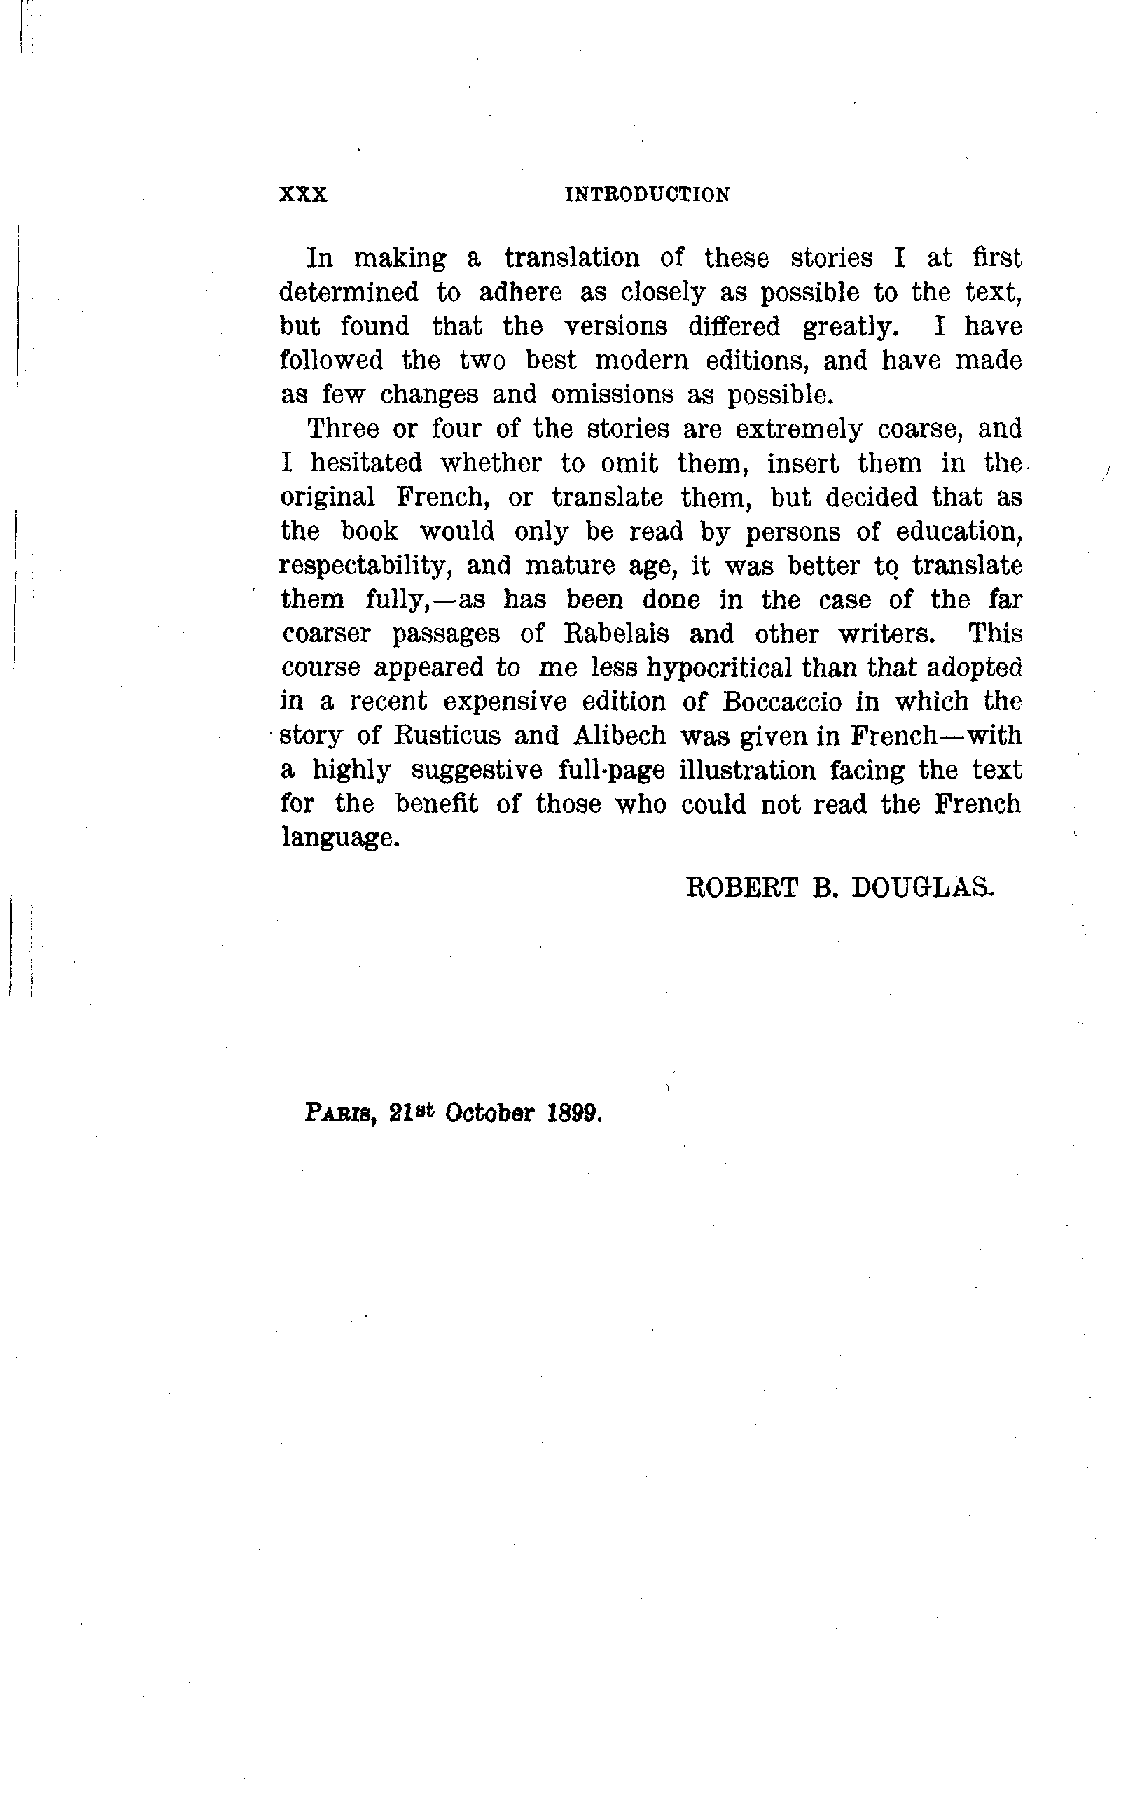 XXX INTRODUCTION
In making a translation of these stories I at first
determined to adhere as closely as possible to the text,
but found that the versions differed greatly. I have
followed the two best modern editions, and have made
as few changes and omissions as possible.
Three or four of the stories are extremely coarse, and
I hesitated whether to omit them, insert them in the
original French, or translate them, but decided that as
the book would only be read by persons of education,
respectability, and mature age, it was better to translate
them fully,—as has been done in the case of the far
coarser passages of Rabelais and other writers. This
course appeared to me less hypocritical than that adopted
in a recent expensive edition of Boccaccio in which the
story of Rusticus and Alibech was given in French—with
a highly suggestive full-page illustration facing the text
for the benefit of those who could not read the French
language.
ROBERT B. DOUGLAS.
PARIS, 21st October 1899.